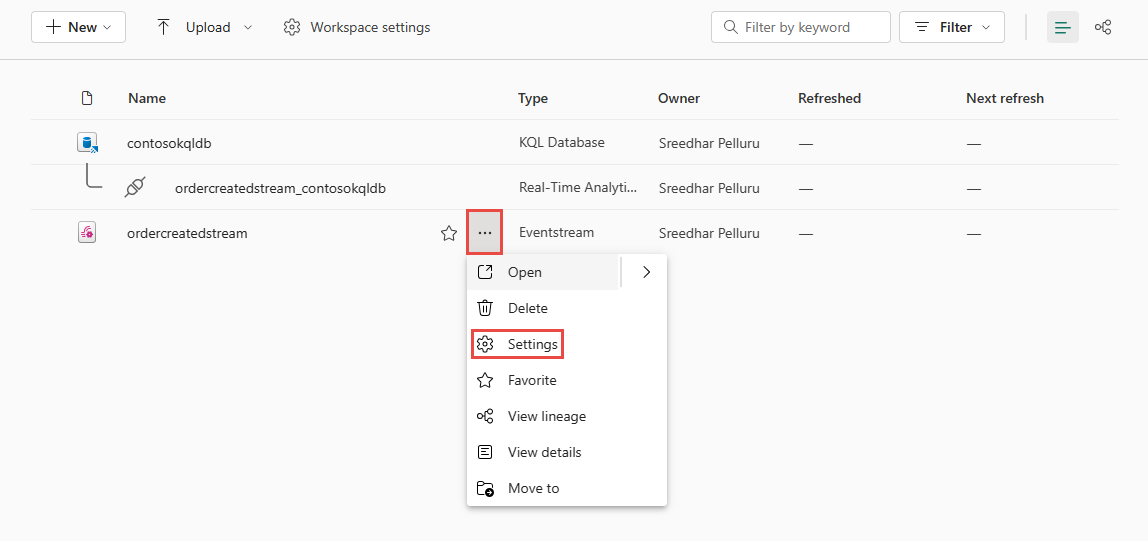 New Upload Workspace settings Filter by keyword Filter
Name Type Owner Refreshed Next refresh
contosokqldb KQL Database Sreedhar Pelluru — —
ordercreatedstream_contosokqldb Real-Time Analyti... Sreedhar Pelluru — —
ordercreatedstream ... Eventstream Sreedhar Pelluru — —
Open
Delete
Settings
Favorite
View lineage
View details
Move to